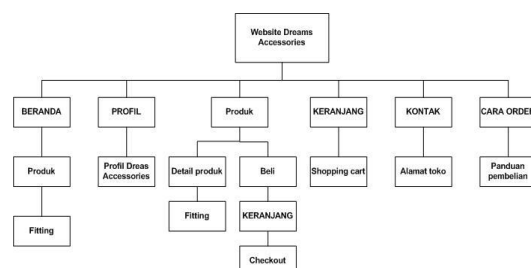 Website Dreams
Accessories
BERANDA
PROFIL
Produk
KERANJANG
KONTAK
CARA ORDER
Produk
Profil Dreas
Accessories
Detail produk
Beli
Shopping cart
Alamat toko
Panduan
pembelian
Fitting
Fitting
KERANJANG
Checkout